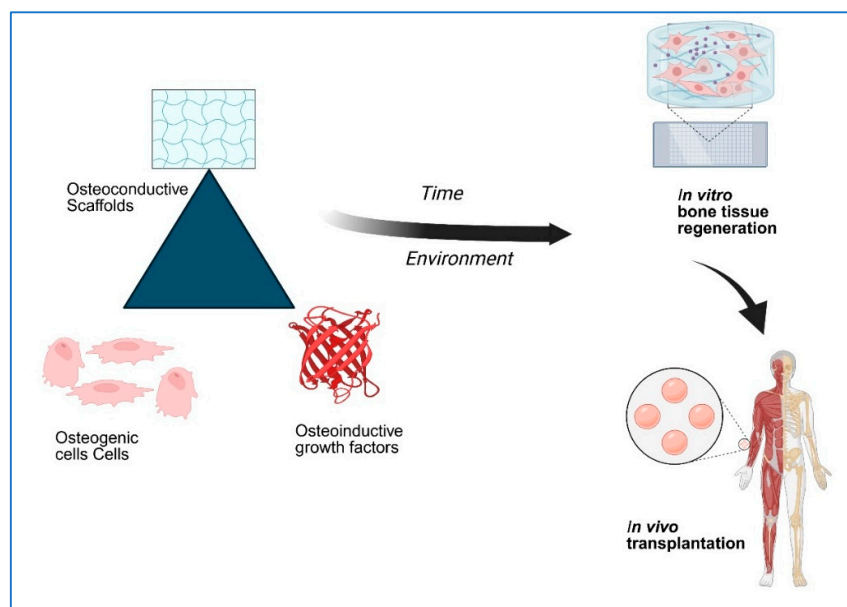 Osteoconductive
Scaffolds
Time
Environment
In vitro
bone tissue
regeneration
Osteogenic
cells Cells
Osteoinductive
growth factors
In vivo
transplantation